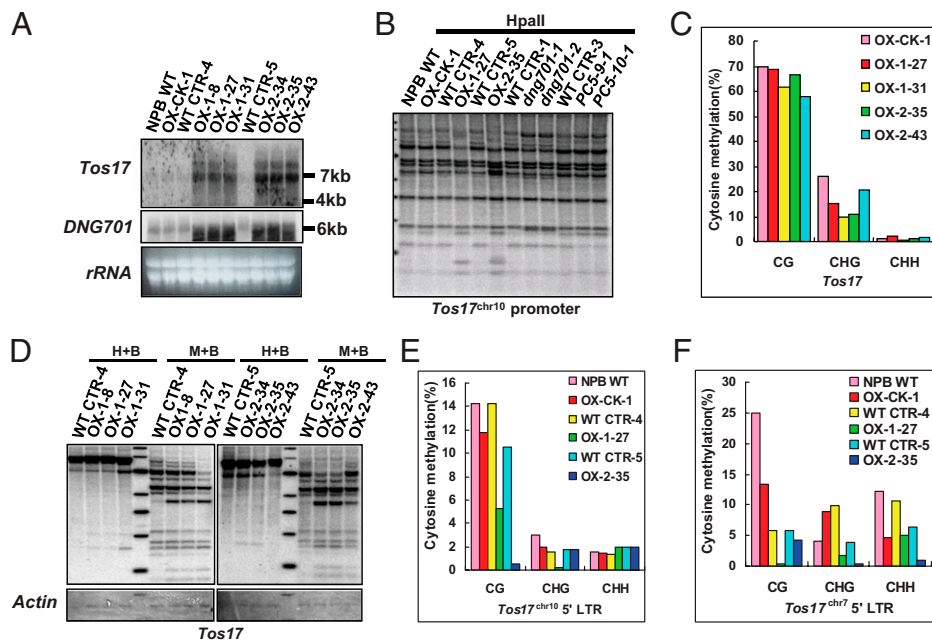 A
NPB WT
OX-CK-1
WT CTR-4
OX-1-8
OX-1-27
OX-1-31
WT CTR-5
OX-2-34
OX-2-35
OX-2-43
Tos17
7kb
4kb
DNG701
6kb
rRNA
B
HpaII
NPB WT
OX-CK-1
WT CTR-4
OX-1-27
WT CTR-5
OX-2-35
WT CTR-1
dng701-1
dng701-2
WT CTR-3
PC5-9-1
PC5-10-1
Tos17chr10 promoter
C
Cytosine methylation(%)
80
70
60
50
40
30
20
10
0
OX-CK-1
OX-1-27
OX-1-31
OX-2-35
OX-2-43
CG CHG CHH
Tos17
D
H+B M+B H+B M+B
WT CTR-4
OX-1-8
OX-1-27
OX-1-31
WT CTR-4
OX-1-8
OX-1-27
OX-1-31
WT CTR-5
OX-2-34
OX-2-35
OX-2-43
WT CTR-5
OX-2-34
OX-2-35
OX-2-43
Actin
Tos17
E
Cytosine methylation(%)
16
14
12
10
8
6
4
2
0
NPB WT
OX-CK-1
WT CTR-4
OX-1-27
WT CTR-5
OX-2-35
CG CHG CHH
Tos17chr10 5' LTR
F
Cytosine methylation(%)
30
25
20
15
10
5
0
NPB WT
OX-CK-1
WT CTR-4
OX-1-27
WT CTR-5
OX-2-35
CG CHG CHH
Tos17chr7 5' LTR